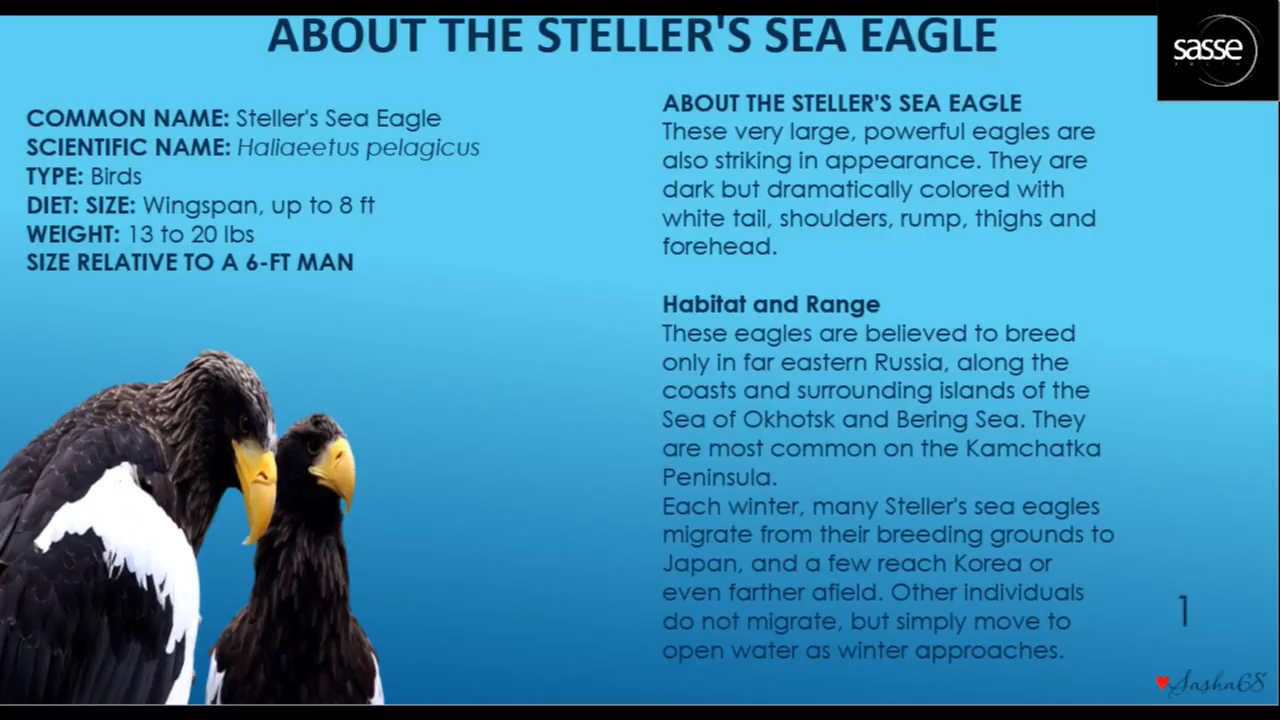 ABOUT THE STELLER'S SEA EAGLE
sasse
COMMON NAME: Steller's Sea Eagle
SCIENTIFIC NAME: Haliaeetus pelagicus
TYPE: Birds
DIET: SIZE: Wingspan, up to 8 ft
WEIGHT: 13 to 20 lbs
SIZE RELATIVE TO A 6-FT MAN
ABOUT THE STELLER'S SEA EAGLE
These very large, powerful eagles are
also striking in appearance. They are
dark but dramatically colored with
white tail, shoulders, rump, thighs and
forehead.
Habitat and Range
These eagles are believed to breed
only in far eastern Russia, along the
coasts and surrounding islands of the
Sea of Okhotsk and Bering Sea. They
are most common on the Kamchatka
Peninsula.
Each winter, many Steller's sea eagles
migrate from their breeding grounds to
Japan, and a few reach Korea or
even farther afield. Other individuals
do not migrate, but simply move to
open water as winter approaches.
1
♥Sasha68